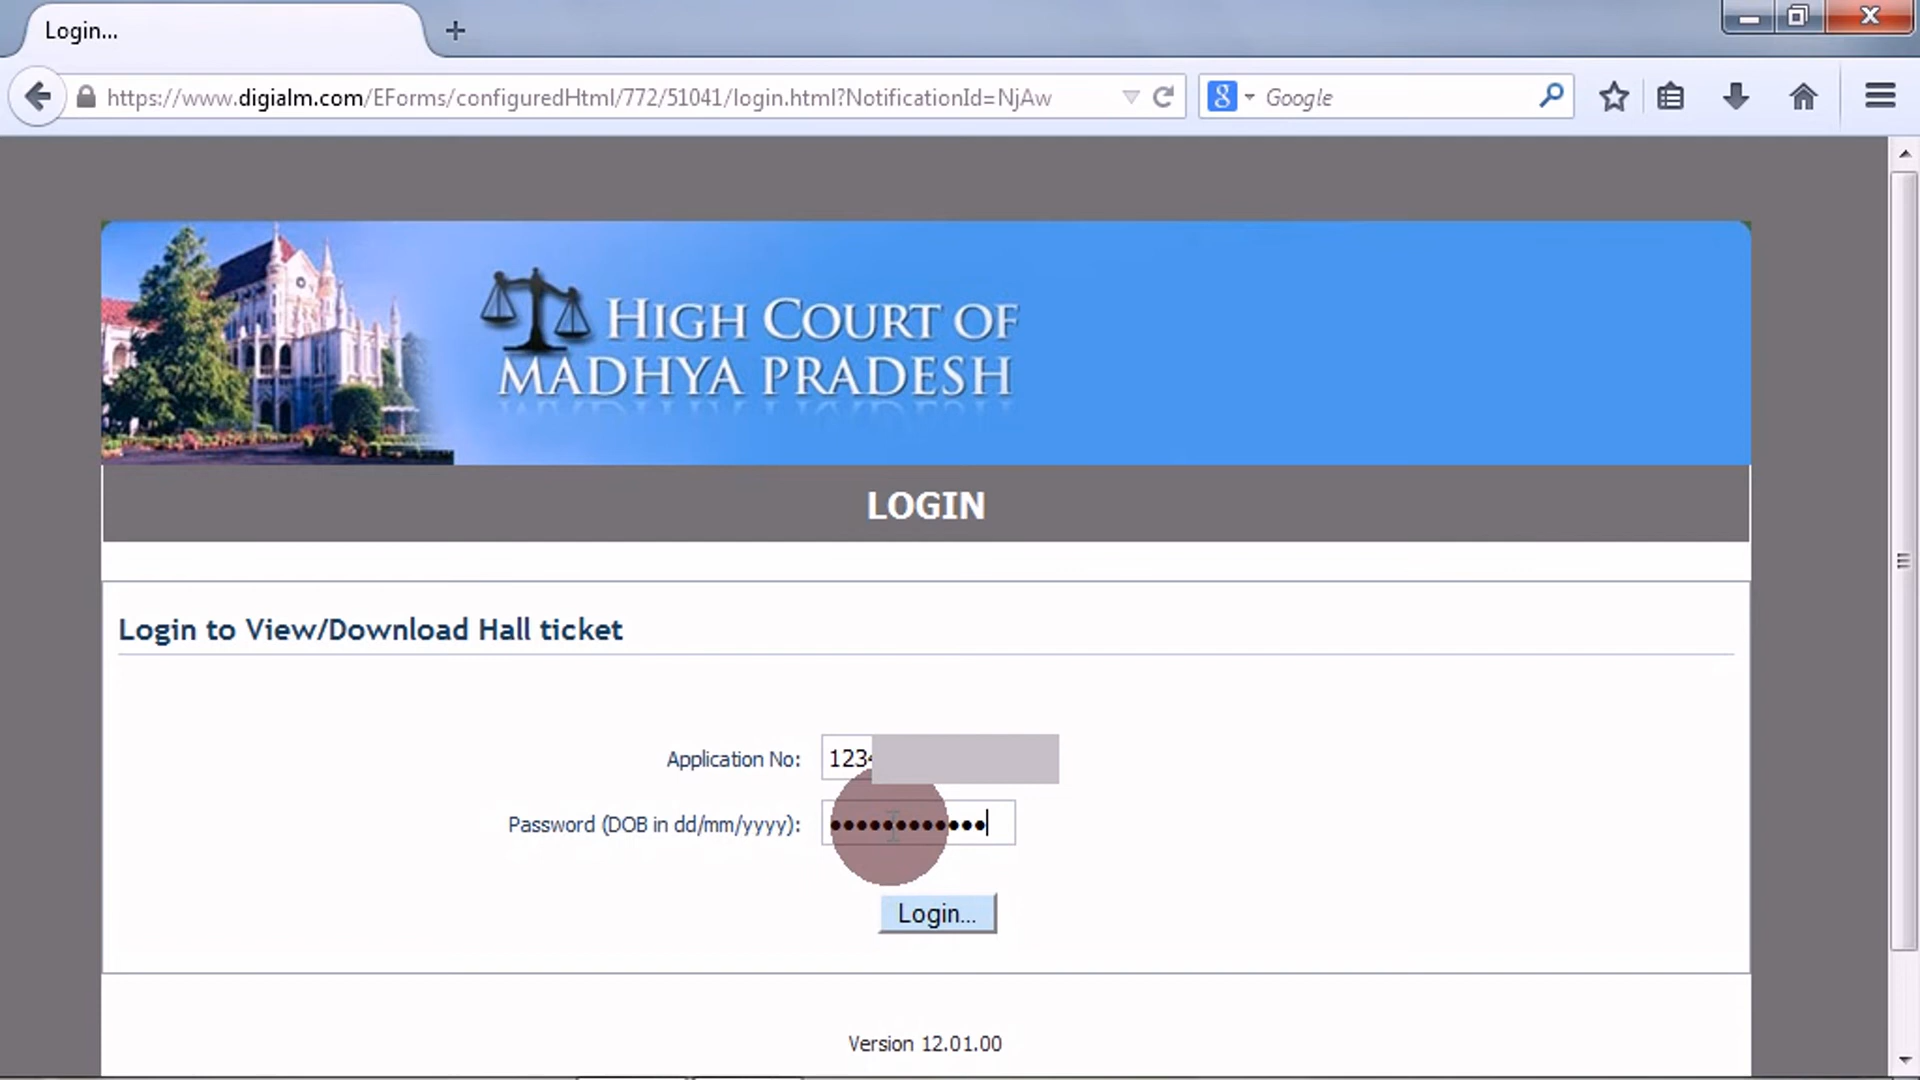 Login...
https://www.digialm.com/EForms/configuredHtml/772/51041/login.html?NotificationId=NjAw
Google
HIGH COURT OF
MADHYA PRADESH
LOGIN
Login to View/Download Hall ticket
Application No: 1234
Password (DOB in dd/mm/yyyy): ••••••••••••
Login...
Version 12.01.00